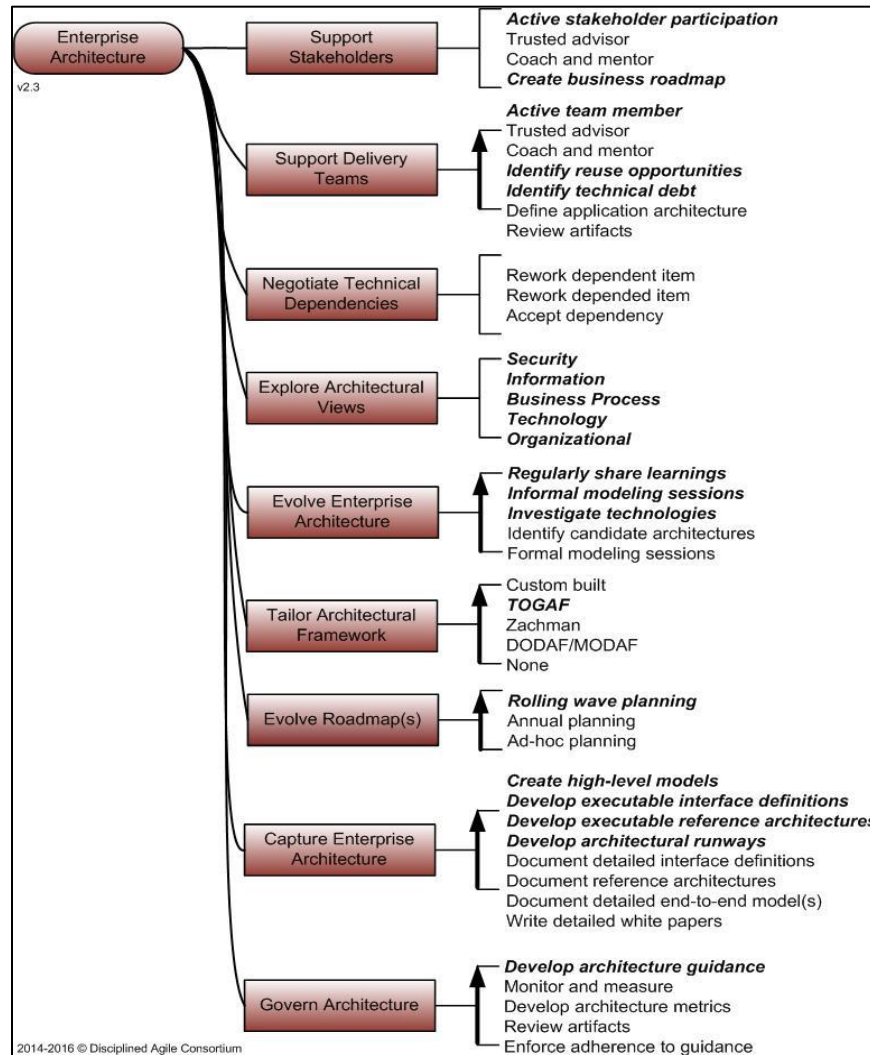 Enterprise
Architecture
v2.3
Support
Stakeholders
Active stakeholder participation
Trusted advisor
Coach and mentor
Create business roadmap
Support Delivery
Teams
Active team member
Trusted advisor
Coach and mentor
Identify reuse opportunities
Identify technical debt
Define application architecture
Review artifacts
Negotiate Technical
Dependencies
Rework dependent item
Rework depended item
Accept dependency
Explore Architectural
Views
Security
Information
Business Process
Technology
Organizational
Evolve Enterprise
Architecture
Regularly share learnings
Informal modeling sessions
Investigate technologies
Identify candidate architectures
Formal modeling sessions
Tailor Architectural
Framework
Custom built
TOGAF
Zachman
DODAF/MODAF
None
Evolve Roadmap(s)
Rolling wave planning
Annual planning
Ad-hoc planning
Capture Enterprise
Architecture
Create high-level models
Develop executable interface definitions
Develop executable reference architectures
Develop architectural runways
Document detailed interface definitions
Document reference architectures
Document detailed end-to-end model(s)
Write detailed white papers
Govern Architecture
Develop architecture guidance
Monitor and measure
Develop architecture metrics
Review artifacts
Enforce adherence to guidance
2014-2016 © Disciplined Agile Consortium